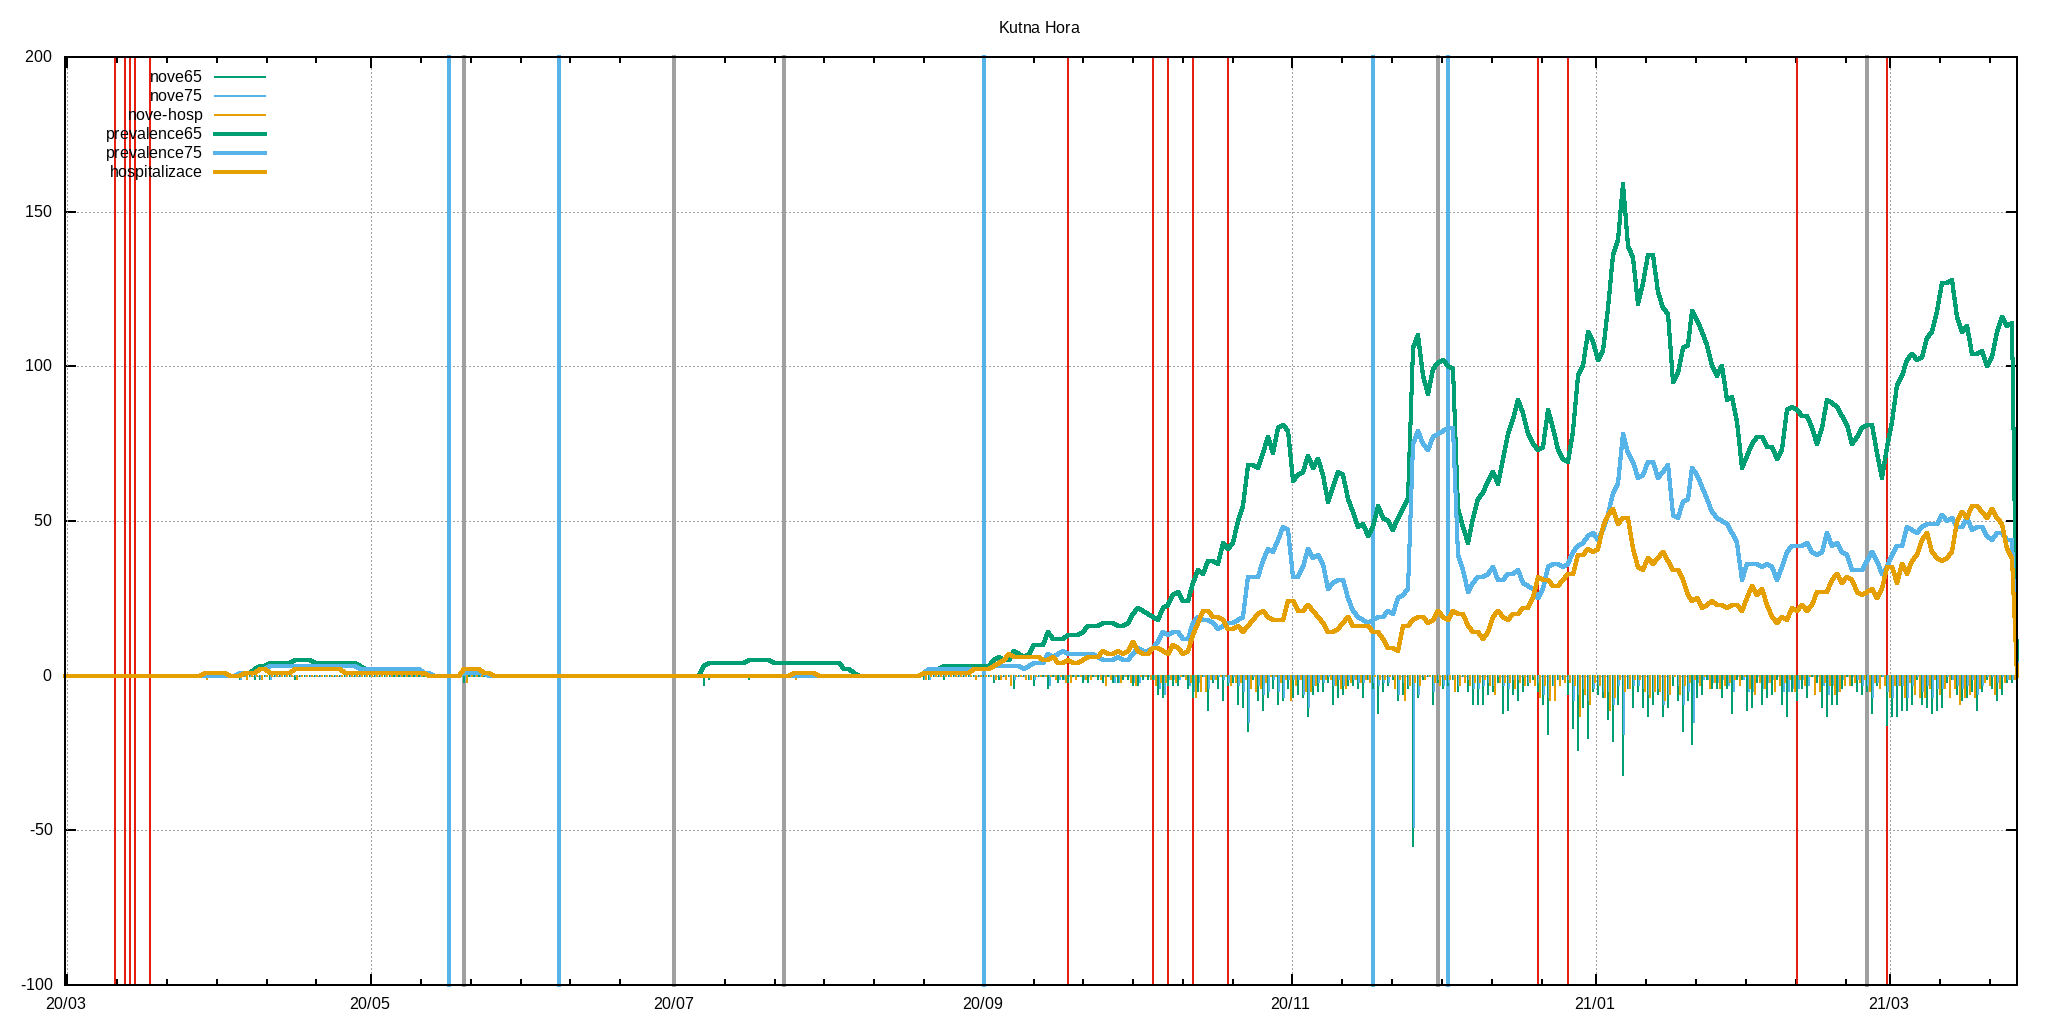 Kutna Hora
200
nove65
nove75
nove-hosp
prevalence65
prevalence75
hospitalizace
150
100
50
0
-50
-100
20/03 20/05 20/07 20/09 20/11 21/01 21/03